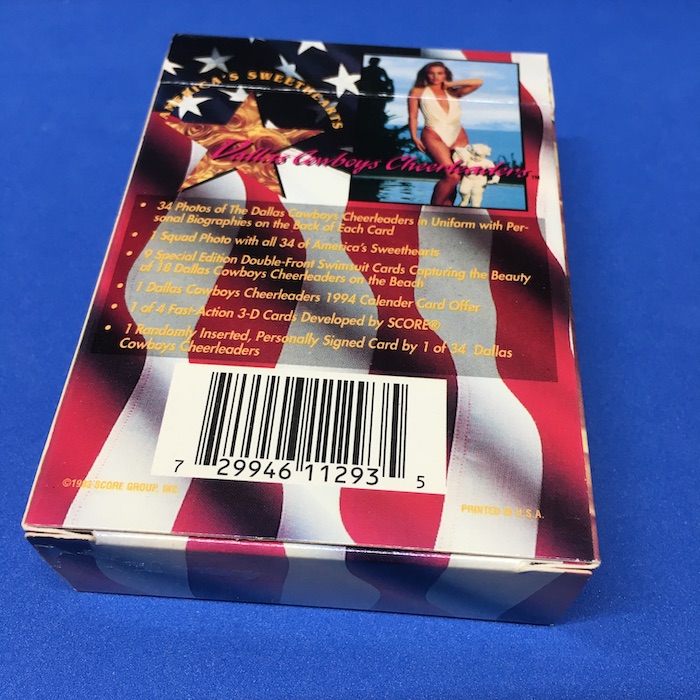 AMERICA'S SWEETHEARTS
Dallas Cowboys Cheerleaders™
• 34 Photos of The Dallas Cowboys Cheerleaders in Uniform with Per-
sonal Biographies on the Back of Each Card
• 1 Squad Photo with all 34 of America's Sweethearts
• 9 Special Edition Double-Front Swimsuit Cards Capturing the Beauty
of 18 Dallas Cowboys Cheerleaders on the Beach
• 1 Dallas Cowboys Cheerleaders 1994 Calender Card Offer
• 1 of 4 Fast-Action 3-D Cards Developed by SCORE®
• 1 Randomly Inserted, Personally Signed Card by 1 of 34 Dallas
Cowboys Cheerleaders
7 29946 11293 5
SCORE GROUP, INC.
PRINTED IN U.S.A.